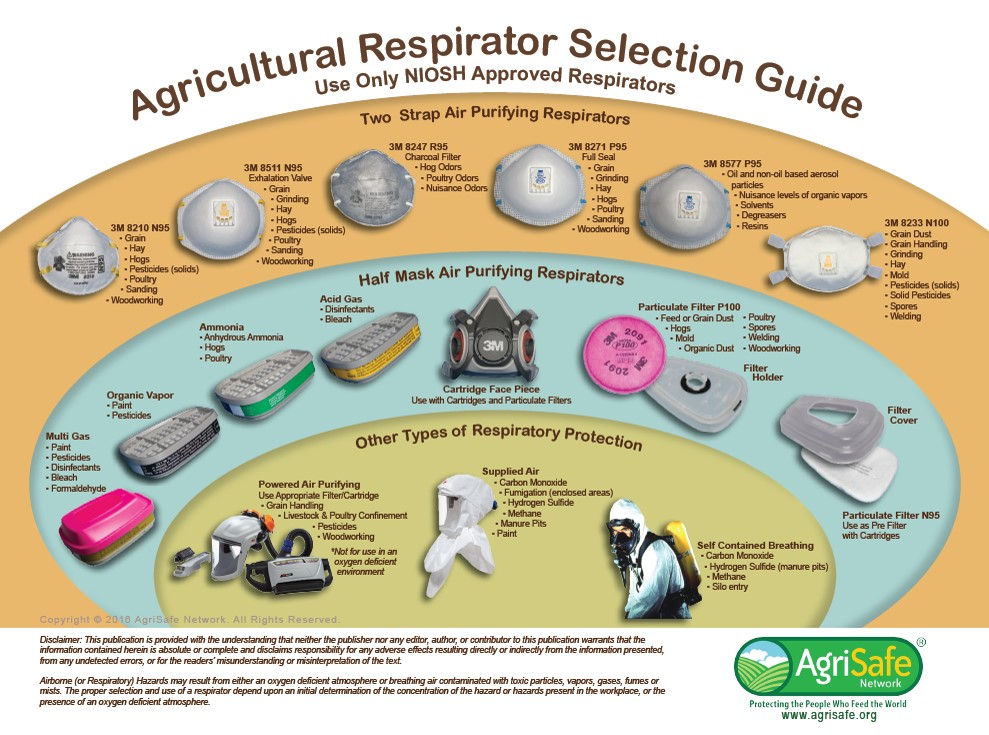 Agricultural Respirator Selection Guide
Use Only NIOSH Approved Respirators
Two Strap Air Purifying Respirators
3M 8210 N95
• Grain
• Hay
• Hogs
• Pesticides (solids)
• Poultry
• Sanding
• Woodworking
3M 8511 N95
Exhalation Valve
• Grain
• Grinding
• Hay
• Hogs
• Pesticides (solids)
• Poultry
• Sanding
• Woodworking
3M 8247 R95
Charcoal Filter
• Hog Odors
• Poultry Odors
• Nuisance Odors
3M 8271 P95
Full Seal
• Grain
• Grinding
• Hay
• Hogs
• Poultry
• Sanding
• Woodworking
3M 8577 P95
• Oil and non-oil based aerosol
particles
• Nuisance levels of organic vapors
• Solvents
• Degreasers
• Resins
3M 8233 N100
• Grain Dust
• Grain Handling
• Grinding
• Hay
• Mold
• Pesticides (solids)
• Solid Pesticides
• Spores
• Welding
WARNING
Half Mask Air Purifying Respirators
Multi Gas
• Paint
• Pesticides
• Disinfectants
• Bleach
• Formaldehyde
Organic Vapor
• Paint
• Pesticides
Ammonia
• Anhydrous Ammonia
• Hogs
• Poultry
Acid Gas
• Disinfectants
• Bleach
3M
Cartridge Face Piece
Use with Cartridges and Particulate Filters
Particulate Filter P100
• Feed or Grain Dust
• Hogs
• Mold
• Organic Dust
• Poultry
• Spores
• Welding
• Woodworking
2091
P100
2091
Filter
Holder
Filter
Cover
Particulate Filter N95
Use as Pre Filter
with Cartridges
Other Types of Respiratory Protection
Powered Air Purifying
Use Appropriate Filter/Cartridge
• Grain Handling
• Livestock & Poultry Confinement
• Pesticides
• Woodworking
*Not for use in an
oxygen deficient
environment
Supplied Air
• Carbon Monoxide
• Fumigation (enclosed areas)
• Hydrogen Sulfide
• Methane
• Manure Pits
• Paint
Self Contained Breathing
• Carbon Monoxide
• Hydrogen Sulfide (manure pits)
• Methane
• Silo entry
Copyright © 2016 AgriSafe Network. All Rights Reserved.
Disclaimer: This publication is provided with the understanding that neither the publisher nor any editor, author, or contributor to this publication warrants that the
information contained herein is absolute or complete and disclaims responsibility for any adverse effects resulting directly or indirectly from the information presented,
from any undetected errors, or for the readers' misunderstanding or misinterpretation of the text.
Airborne (or Respiratory) Hazards may result from either an oxygen deficient atmosphere or breathing air contaminated with toxic particles, vapors, gases, fumes or
mists. The proper selection and use of a respirator depend upon an initial determination of the concentration of the hazard or hazards present in the workplace, or the
presence of an oxygen deficient atmosphere.
AgriSafe ®
Network
Protecting the People Who Feed the World
www.agrisafe.org